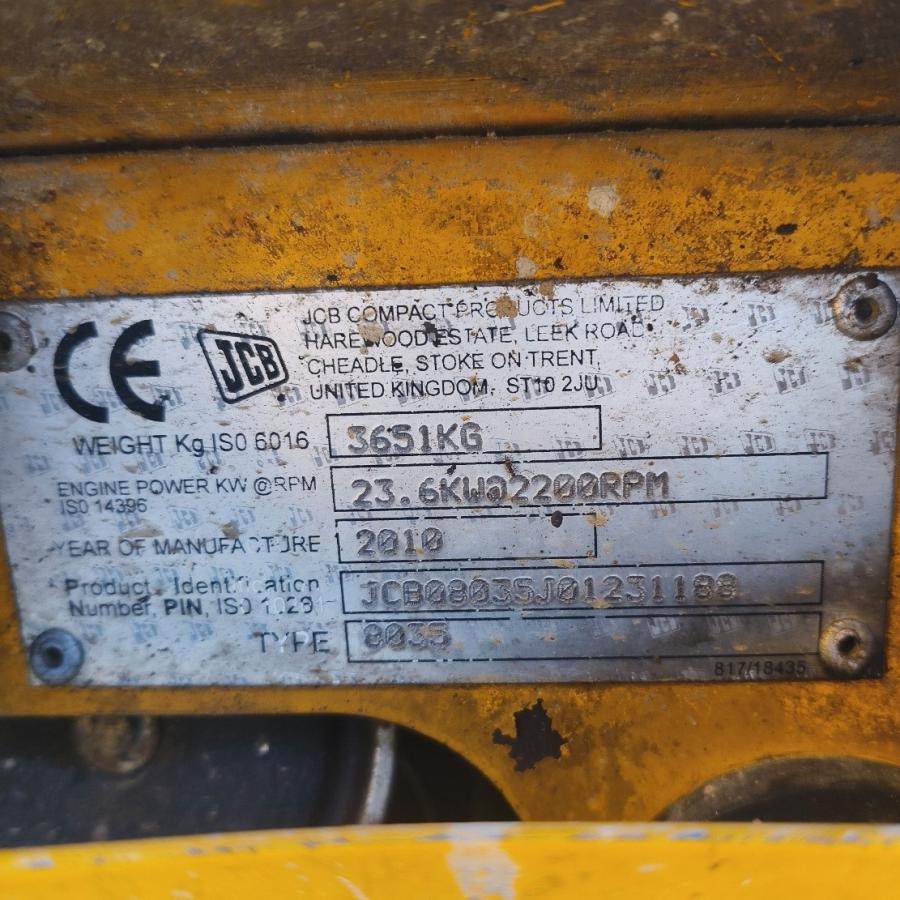 CE
JCB
JCB COMPACT PRODUCTS LIMITED
HAREWOOD ESTATE, LEEK ROAD,
CHEADLE, STOKE ON TRENT,
UNITED KINGDOM, ST10 2JU
WEIGHT Kg ISO 6016 3651KG
ENGINE POWER KW @RPM 23.6KW@2200RPM
ISO 14396
YEAR OF MANUFACTURE 2010
Product Identification JCB08035J01231188
Number, PIN, ISO 10261
TYPE 8035
817/18435